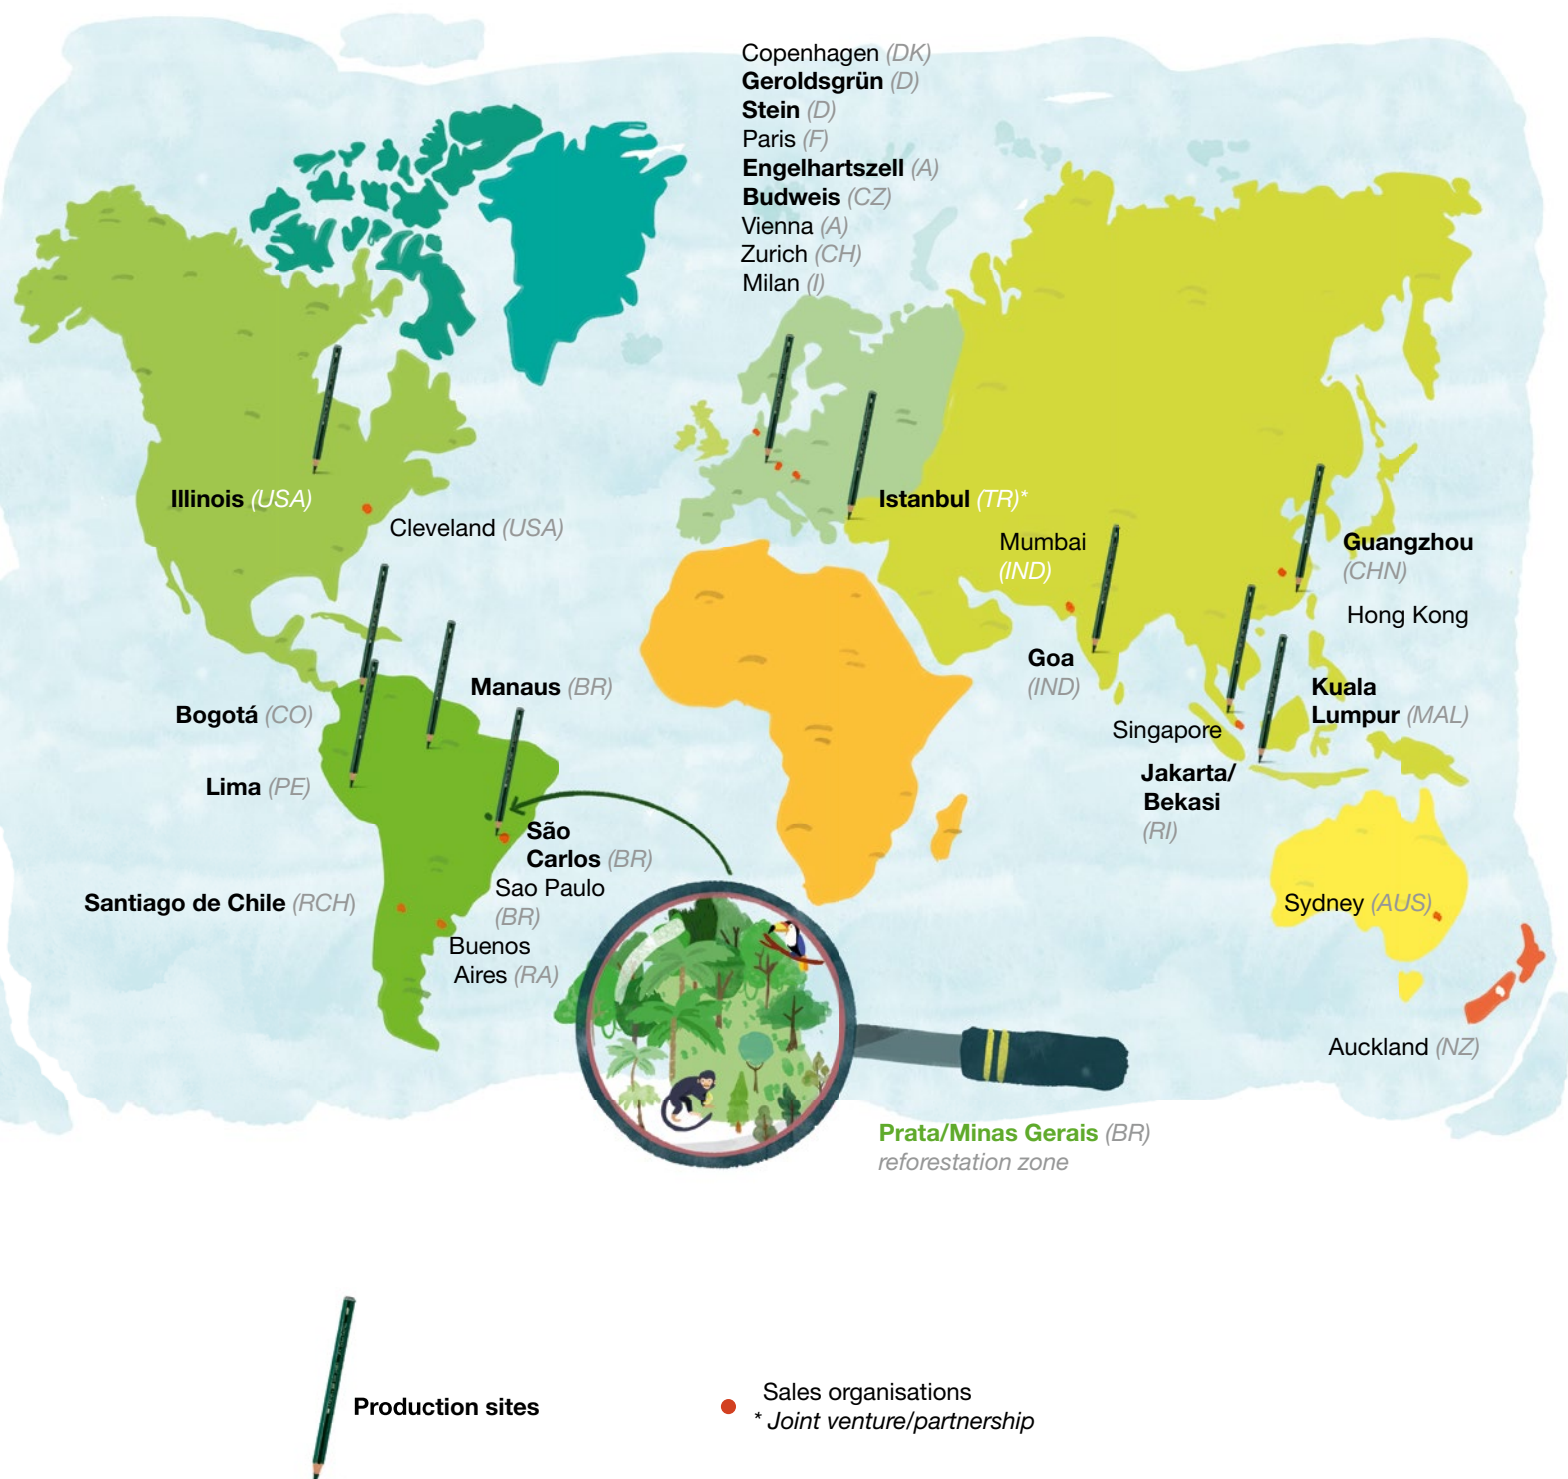 Copenhagen (DK)
Geroldsgrün (D)
Stein (D)
Paris (F)
Engelhartszell (A)
Budweis (CZ)
Vienna (A)
Zurich (CH)
Milan (I)
Illinois (USA)
Cleveland (USA)
Istanbul (TR)*
Mumbai
(IND)
Guangzhou
(CHN)
Hong Kong
Goa
(IND)
Manaus (BR)
Bogotá (CO)
Kuala
Lumpur (MAL)
Singapore
Lima (PE)
Jakarta/
Bekasi
(RI)
São
Carlos (BR)
Sao Paulo
(BR)
Santiago de Chile (RCH)
Sydney (AUS)
Buenos
Aires (RA)
Auckland (NZ)
Prata/Minas Gerais (BR)
reforestation zone
Production sites
Sales organisations
* Joint venture/partnership